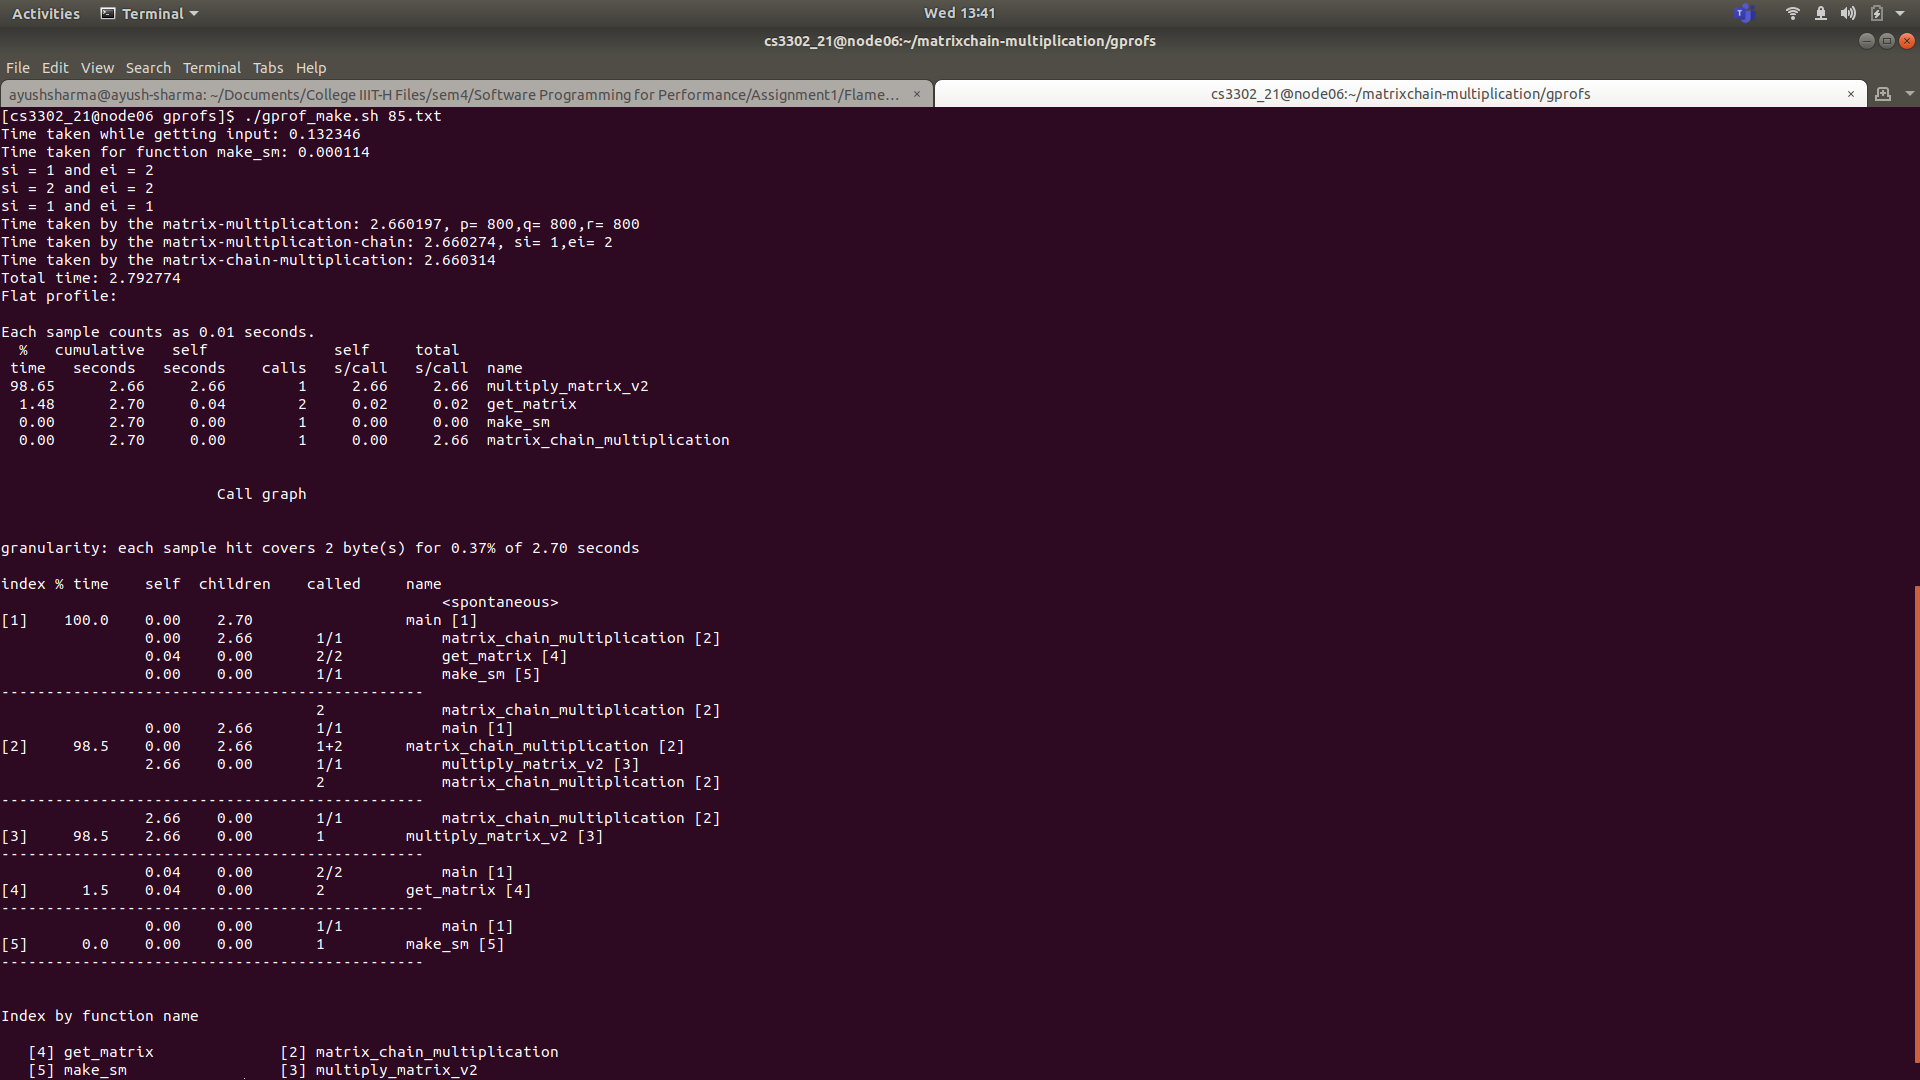 Activities Terminal Wed 13:41
cs3302_21@node06:~/matrixchain-multiplication/gprofs
File Edit View Search Terminal Tabs Help
ayushsharma@ayush-sharma: ~/Documents/College IIIT-H Files/sem4/Software Programming for Performance/Assignment1/Flame... × cs3302_21@node06:~/matrixchain-multiplication/gprofs ×
[cs3302_21@node06 gprofs]$ ./gprof_make.sh 85.txt
Time taken while getting input: 0.132346
Time taken for function make_sm: 0.000114
si = 1 and ei = 2
si = 2 and ei = 2
si = 1 and ei = 1
Time taken by the matrix-multiplication: 2.660197, p= 800,q= 800,r= 800
Time taken by the matrix-multiplication-chain: 2.660274, si= 1,ei= 2
Time taken by the matrix-chain-multiplication: 2.660314
Total time: 2.792774
Flat profile:
Each sample counts as 0.01 seconds.
  %   cumulative   self              self     total
 time   seconds   seconds    calls   s/call   s/call  name
 98.65      2.66     2.66        1     2.66     2.66  multiply_matrix_v2
  1.48      2.70     0.04        2     0.02     0.02  get_matrix
  0.00      2.70     0.00        1     0.00     0.00  make_sm
  0.00      2.70     0.00        1     0.00     2.66  matrix_chain_multiplication
                        Call graph
granularity: each sample hit covers 2 byte(s) for 0.37% of 2.70 seconds
index % time    self  children    called     name
                                                 <spontaneous>
[1]    100.0    0.00    2.70                 main [1]
                0.00    2.66       1/1           matrix_chain_multiplication [2]
                0.04    0.00       2/2           get_matrix [4]
                0.00    0.00       1/1           make_sm [5]
-----------------------------------------------
                                   2             matrix_chain_multiplication [2]
                0.00    2.66       1/1           main [1]
[2]     98.5    0.00    2.66       1+2       matrix_chain_multiplication [2]
                2.66    0.00       1/1           multiply_matrix_v2 [3]
                                   2             matrix_chain_multiplication [2]
-----------------------------------------------
                2.66    0.00       1/1           matrix_chain_multiplication [2]
[3]     98.5    2.66    0.00       1         multiply_matrix_v2 [3]
-----------------------------------------------
                0.04    0.00       2/2           main [1]
[4]      1.5    0.04    0.00       2         get_matrix [4]
-----------------------------------------------
                0.00    0.00       1/1           main [1]
[5]      0.0    0.00    0.00       1         make_sm [5]
-----------------------------------------------
Index by function name
   [4] get_matrix              [2] matrix_chain_multiplication
   [5] make_sm                 [3] multiply_matrix_v2